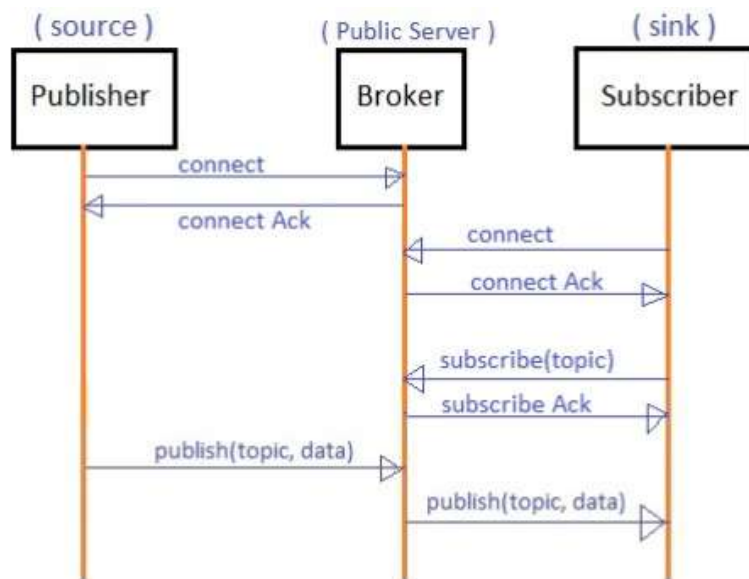 ( source )
( Public Server )
( sink )
Publisher
Broker
Subscriber
connect
connect Ack
connect
connect Ack
subscribe(topic)
subscribe Ack
publish(topic, data)
publish(topic, data)